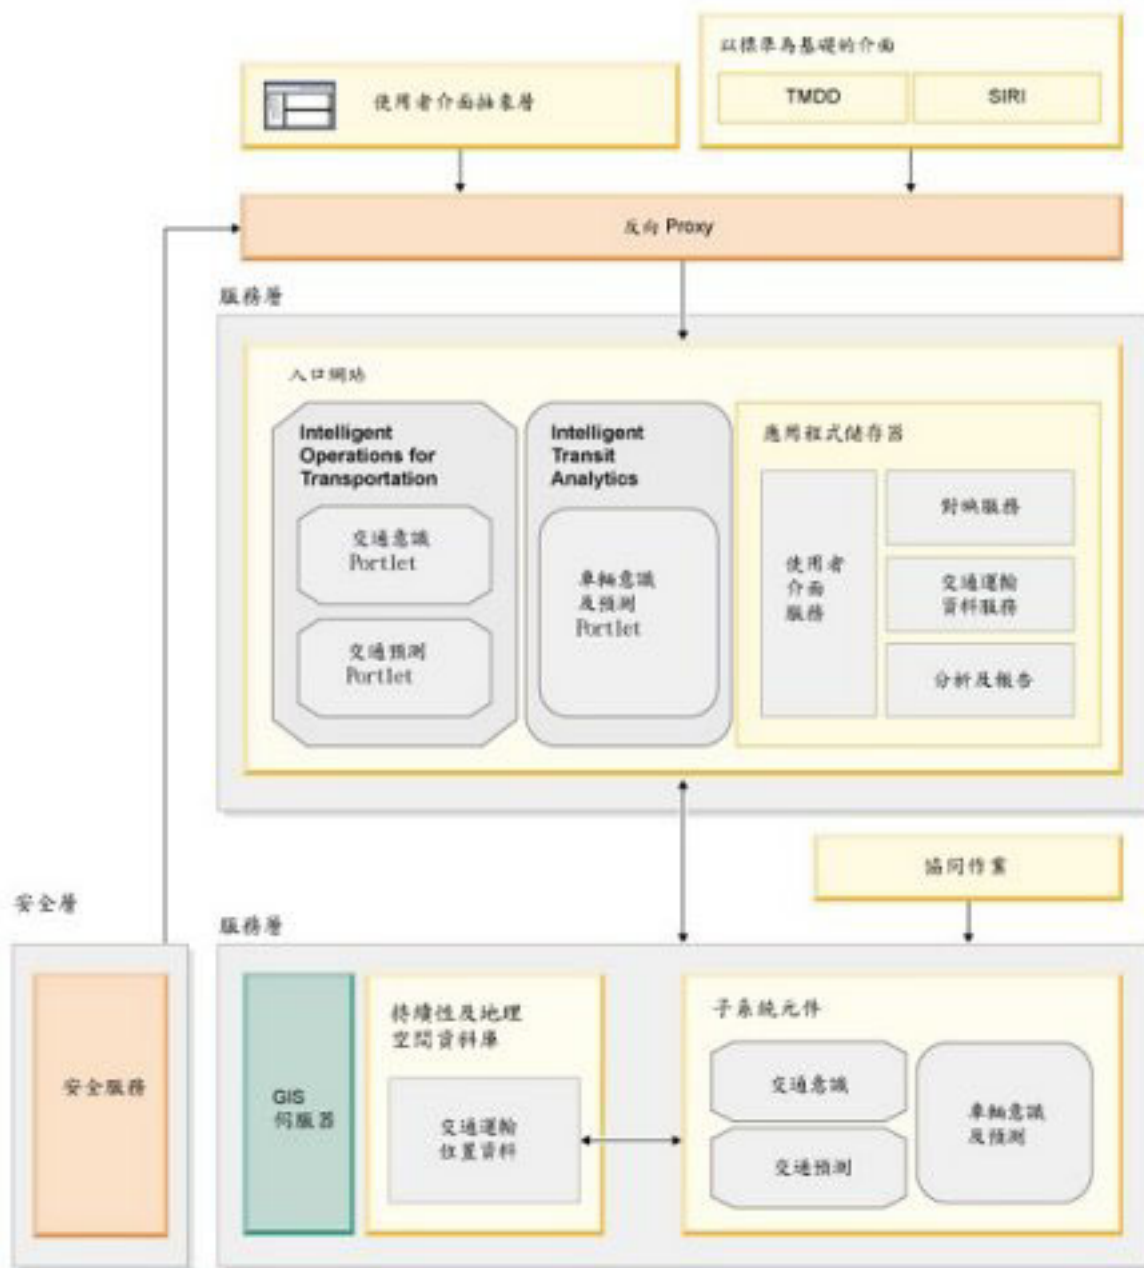 以標準為基礎的介面
TMDD
SIRI
使用者介面抽象層
反向 Proxy
服務層
入口網站
Intelligent
Operations for
Transportation
交通意識
Portlet
交通預測
Portlet
Intelligent
Transit
Analytics
車輛意識
及預測
Portlet
應用程式儲存器
使用者
介面
服務
對映服務
交通運輸
資料服務
分析及報告
協同作業
安全層
安全服務
服務層
GIS
伺服器
持續性及地理
空間資料庫
交通運輸
位置資料
子系統元件
交通意識
交通預測
車輛意識
及預測